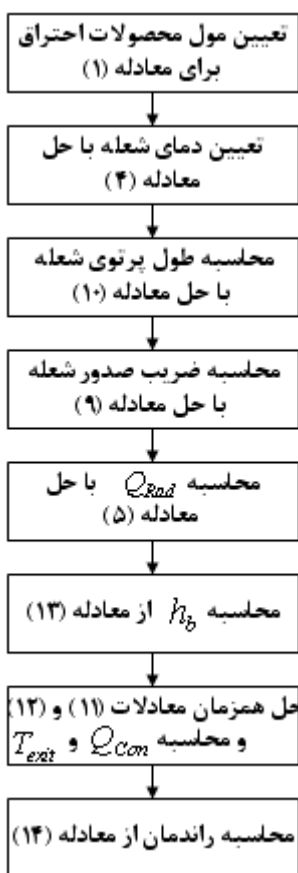 تعیین مول محصولات احتراق
برای معادله (۱)
تعیین دمای شعله با حل
معادله (۴)
محاسبه طول پرتوی شعله
با حل معادله (۱۰)
محاسبه ضریب صدور شعله
با حل معادله (۹)
محاسبه Q_Rad با حل
معادله (۵)
محاسبه h_b از معادله (۱۳)
حل همزمان معادلات (۱۱) و (۱۲)
و محاسبه Q_Con و T_exit
محاسبه راندمان از معادله (۱۴)